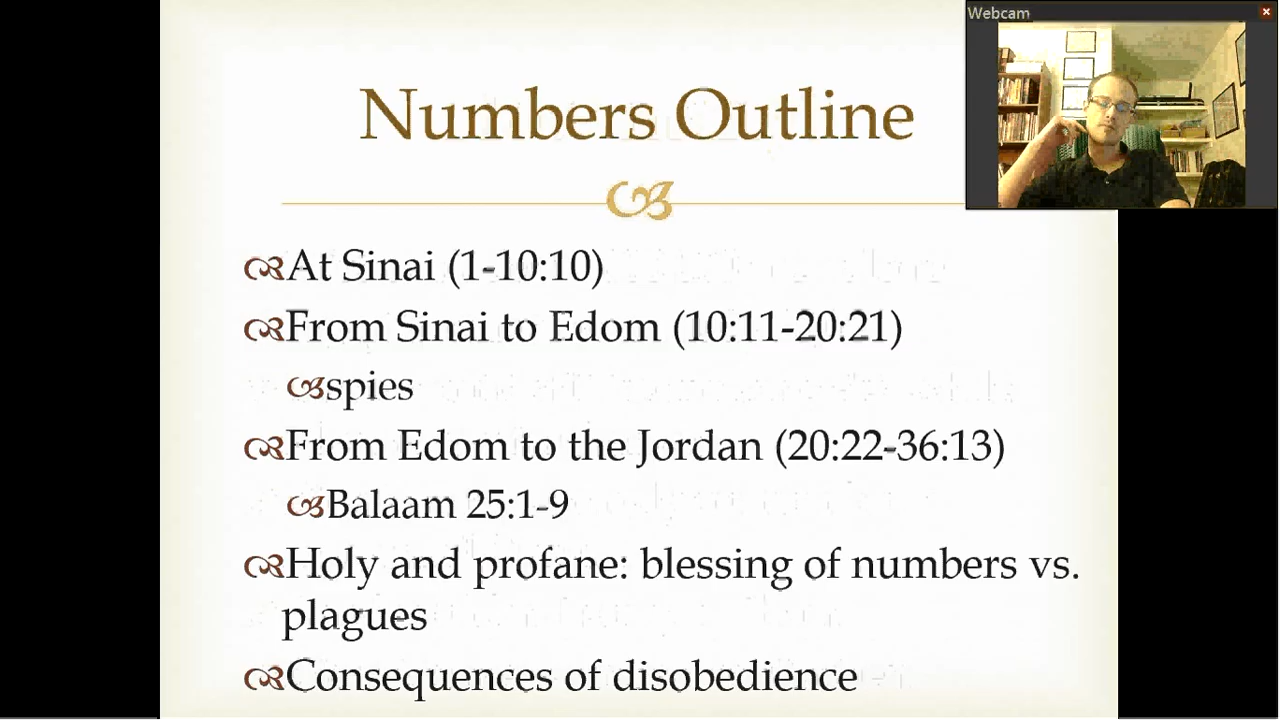 Webcam
Numbers Outline
At Sinai (1-10:10)
From Sinai to Edom (10:11-20:21)
spies
From Edom to the Jordan (20:22-36:13)
Balaam 25:1-9
Holy and profane: blessing of numbers vs.
plagues
Consequences of disobedience